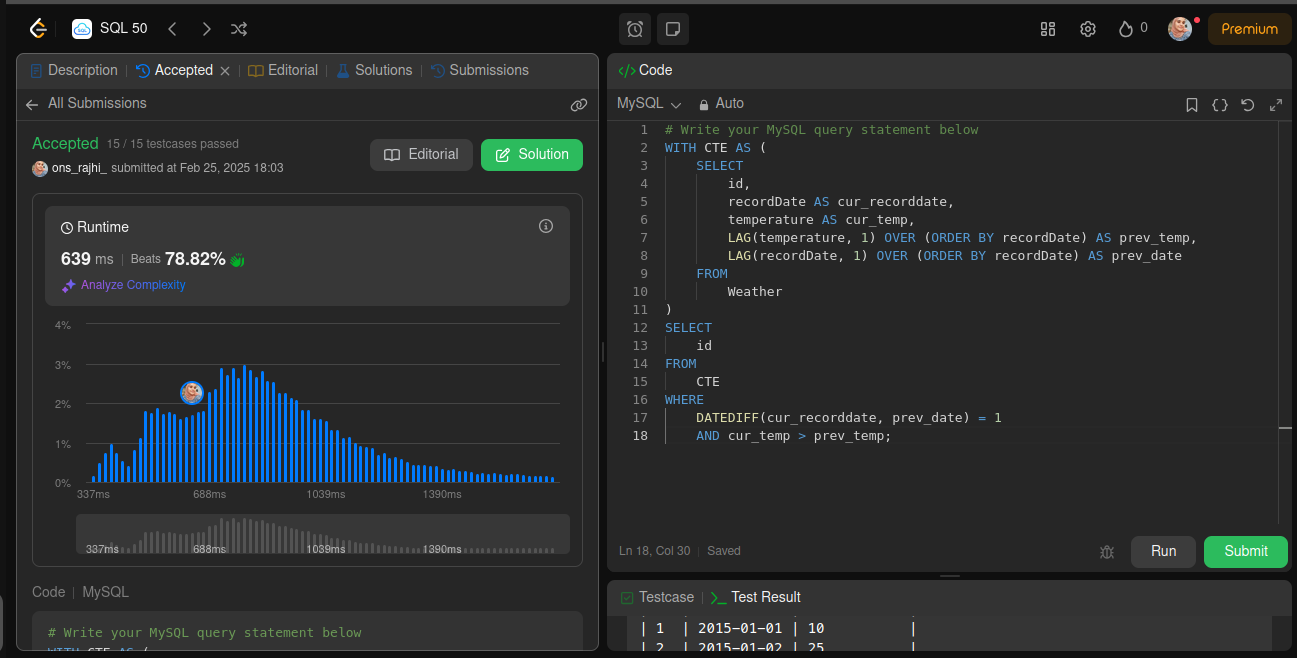 SQL 50
0
Premium
Description | Accepted | Editorial | Solutions | Submissions
All Submissions
Accepted 15 / 15 testcases passed
ons_rajhi_ submitted at Feb 25, 2025 18:03
Editorial
Solution
Runtime
639 ms | Beats 78.82%
Analyze Complexity
4%
3%
2%
1%
0%
337ms 688ms 1039ms 1390ms
337ms 688ms 1039ms 1390ms
Code | MySQL
# Write your MySQL query statement below
WITH CTE AS (
</> Code
MySQL Auto
1 # Write your MySQL query statement below
2 WITH CTE AS (
3 SELECT
4 id,
5 recordDate AS cur_recorddate,
6 temperature AS cur_temp,
7 LAG(temperature, 1) OVER (ORDER BY recordDate) AS prev_temp,
8 LAG(recordDate, 1) OVER (ORDER BY recordDate) AS prev_date
9 FROM
10 Weather
11 )
12 SELECT
13 id
14 FROM
15 CTE
16 WHERE
17 DATEDIFF(cur_recorddate, prev_date) = 1
18 AND cur_temp > prev_temp;
Ln 18, Col 30 | Saved
Run
Submit
Testcase | >_ Test Result
| 1 | 2015-01-01 | 10 |
| 2 | 2015-01-02 | 25 |